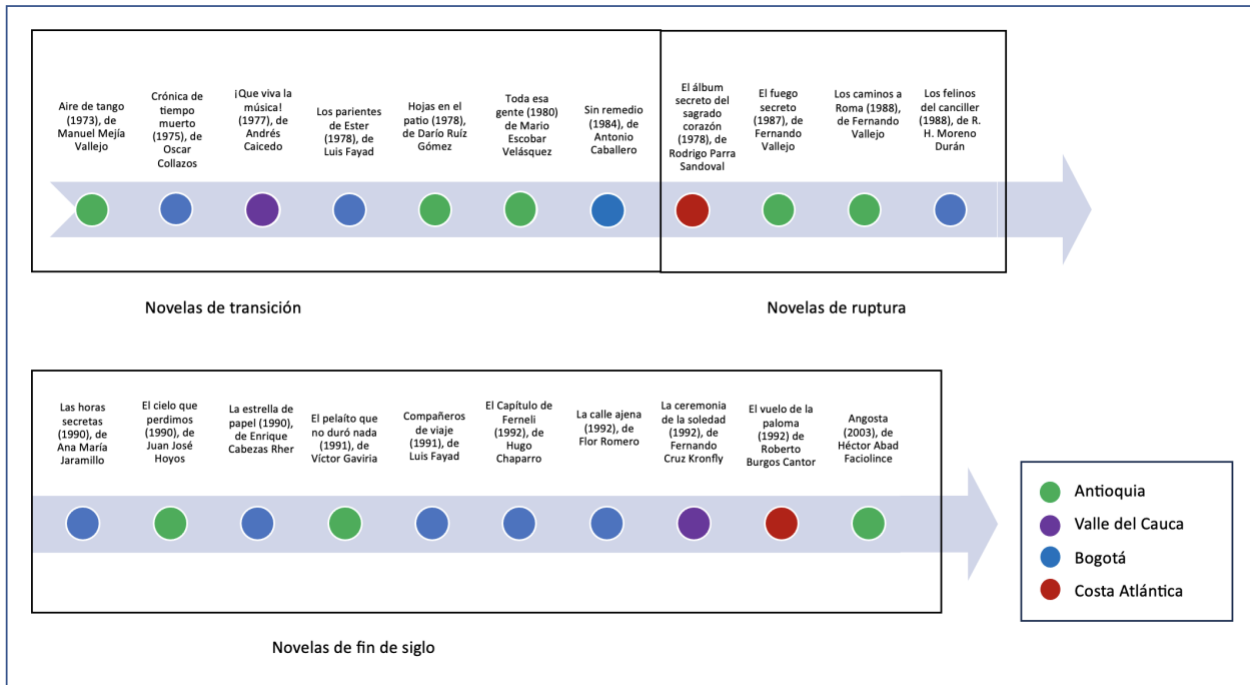 Aire de tango
(1973), de
Manuel Mejía
Vallejo
Crónica de
tiempo
muerto
(1975), de
Oscar
Collazos
¡Que viva la
música!
(1977), de
Andrés
Caicedo
Los parientes
de Ester
(1978), de
Luis Fayad
Hojas en el
patio (1978),
de Darío Ruíz
Gómez
Toda esa
gente (1980)
de Mario
Escobar
Velásquez
Sin remedio
(1984), de
Antonio
Caballero
El álbum
secreto del
sagrado
corazón
(1978), de
Rodrigo Parra
Sandoval
El fuego
secreto
(1987), de
Fernando
Vallejo
Los caminos a
Roma (1988),
de Fernando
Vallejo
Los felinos
del canciller
(1988), de R.
H. Moreno
Durán
Novelas de transición
Novelas de ruptura
Las horas
secretas
(1990), de
Ana María
Jaramillo
El cielo que
perdimos
(1990), de
Juan José
Hoyos
La estrella de
papel (1990),
de Enrique
Cabezas Rher
El pelaíto que
no duró nada
(1991), de
Víctor Gaviria
Compañeros
de viaje
(1991), de
Luis Fayad
El Capítulo de
Ferneli
(1992), de
Hugo
Chaparro
La calle ajena
(1992), de
Flor Romero
La ceremonia
de la soledad
(1992), de
Fernando
Cruz Kronfly
El vuelo de la
paloma
(1992) de
Roberto
Burgos Cantor
Angosta
(2003), de
Héctor Abad
Faciolince
Novelas de fin de siglo
Antioquia
Valle del Cauca
Bogotá
Costa Atlántica